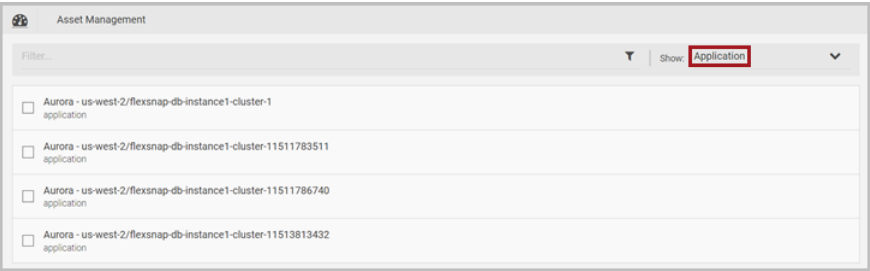 Asset Management
Filter...
Show: Application
Aurora - us-west-2/flexsnap-db-instance1-cluster-1
application
Aurora - us-west-2/flexsnap-db-instance1-cluster-11511783511
application
Aurora - us-west-2/flexsnap-db-instance1-cluster-11511786740
application
Aurora - us-west-2/flexsnap-db-instance1-cluster-11513813432
application